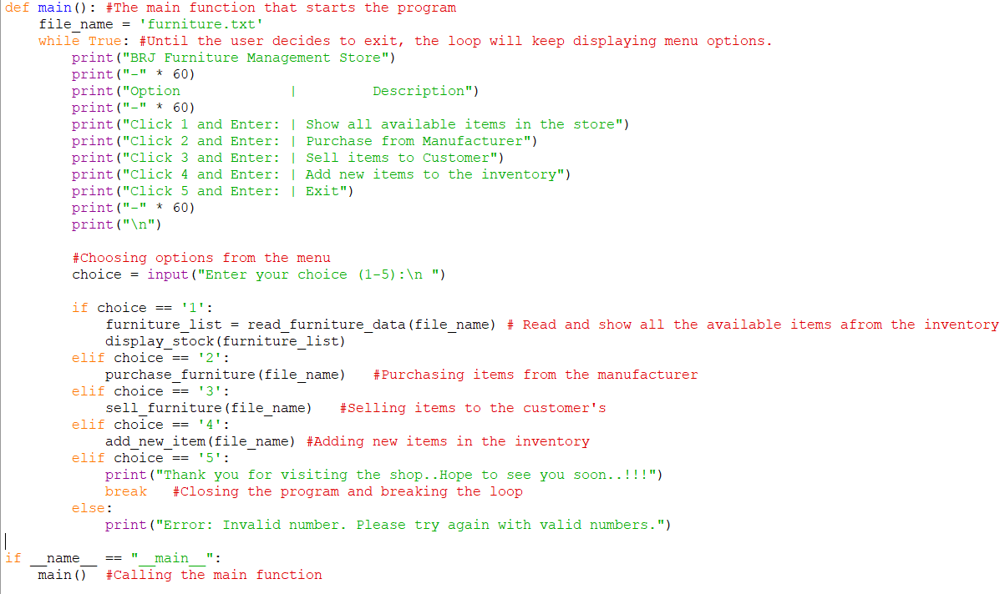 def main(): #The main function that starts the program
    file_name = 'furniture.txt'
    while True: #Until the user decides to exit, the loop will keep displaying menu options.
        print("BRJ Furniture Management Store")
        print("-" * 60)
        print("Option             |         Description")
        print("-" * 60)
        print("Click 1 and Enter: | Show all available items in the store")
        print("Click 2 and Enter: | Purchase from Manufacturer")
        print("Click 3 and Enter: | Sell items to Customer")
        print("Click 4 and Enter: | Add new items to the inventory")
        print("Click 5 and Enter: | Exit")
        print("-" * 60)
        print("\n")

        #Choosing options from the menu
        choice = input("Enter your choice (1-5):\n ")

        if choice == '1':
            furniture_list = read_furniture_data(file_name) # Read and show all the available items afrom the inventory
            display_stock(furniture_list)
        elif choice == '2':
            purchase_furniture(file_name)   #Purchasing items from the manufacturer
        elif choice == '3':
            sell_furniture(file_name)   #Selling items to the customer's
        elif choice == '4':
            add_new_item(file_name) #Adding new items in the inventory
        elif choice == '5':
            print("Thank you for visiting the shop..Hope to see you soon..!!!")
            break   #Closing the program and breaking the loop
        else:
            print("Error: Invalid number. Please try again with valid numbers.")

if __name__ == "__main__":
    main()  #Calling the main function